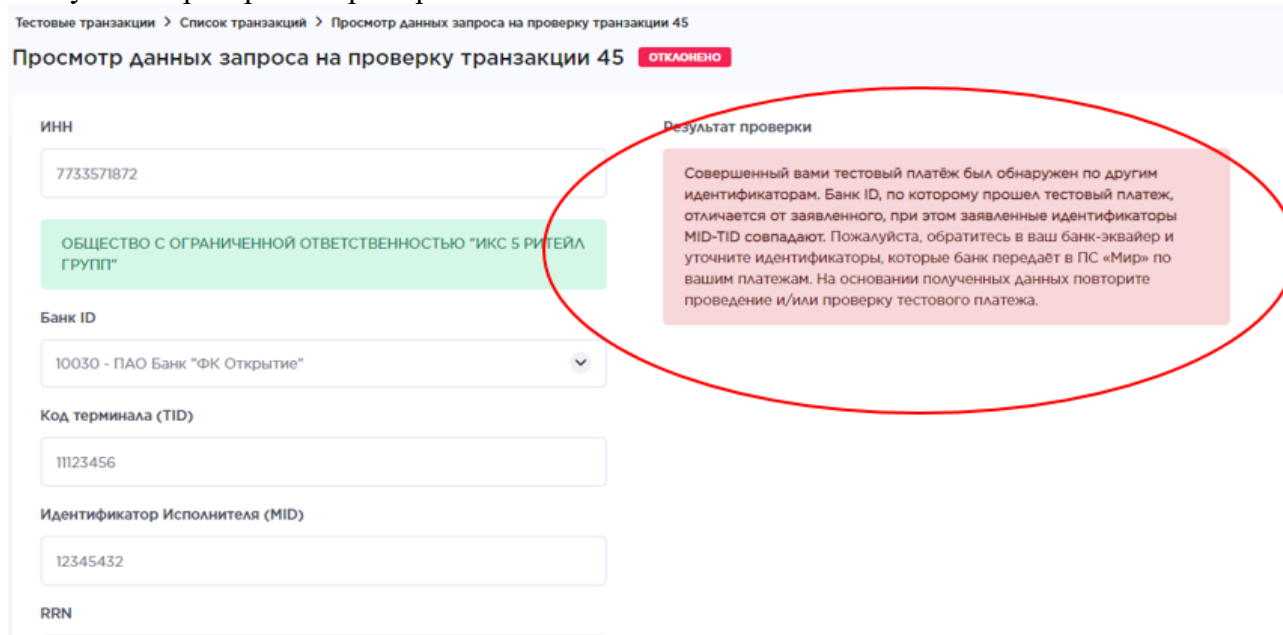 Тестовые транзакции > Список транзакций > Просмотр данных запроса на проверку транзакции 45
Просмотр данных запроса на проверку транзакции 45 ОТКЛОНЕНО
ИНН
7733571872
ОБЩЕСТВО С ОГРАНИЧЕННОЙ ОТВЕТСТВЕННОСТЬЮ "ИКС 5 РИТЕЙЛ
ГРУПП"
Банк ID
10030 - ПАО Банк "ФК Открытие"
Код терминала (TID)
11123456
Идентификатор Исполнителя (MID)
12345432
RRN
Результат проверки
Совершенный вами тестовый платёж был обнаружен по другим
идентификаторам. Банк ID, по которому прошел тестовый платеж,
отличается от заявленного, при этом заявленные идентификаторы
MID-TID совпадают. Пожалуйста, обратитесь в ваш банк-эквайер и
уточните идентификаторы, которые банк передаёт в ПС «Мир» по
вашим платежам. На основании полученных данных повторите
проведение и/или проверку тестового платежа.